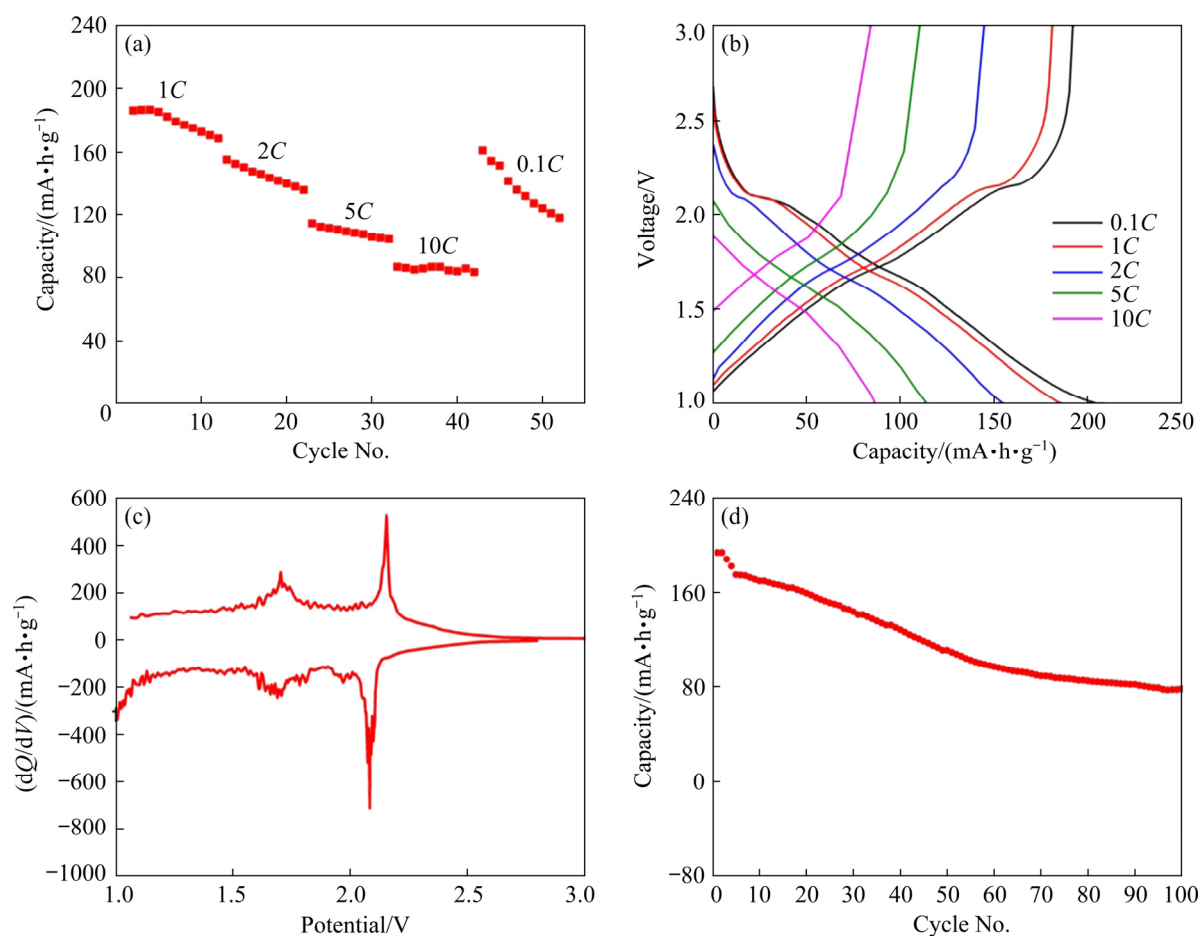 (a)
240
200
160
120
80
40
0
1C
2C
5C
10C
0.1C
0 10 20 30 40 50
Cycle No.
Capacity/(mA•h•g⁻¹)
(b)
3.0
2.5
2.0
1.5
1.0
0.1C
1C
2C
5C
10C
0 50 100 150 200 250
Capacity/(mA•h•g⁻¹)
Voltage/V
(c)
600
400
200
0
−200
−400
−600
−800
−1000
1.0 1.5 2.0 2.5 3.0
Potential/V
(dQ/dV)/(mA•h•g⁻¹)
(d)
240
160
80
0
−80
0 10 20 30 40 50 60 70 80 90 100
Cycle No.
Capacity/(mA•h•g⁻¹)